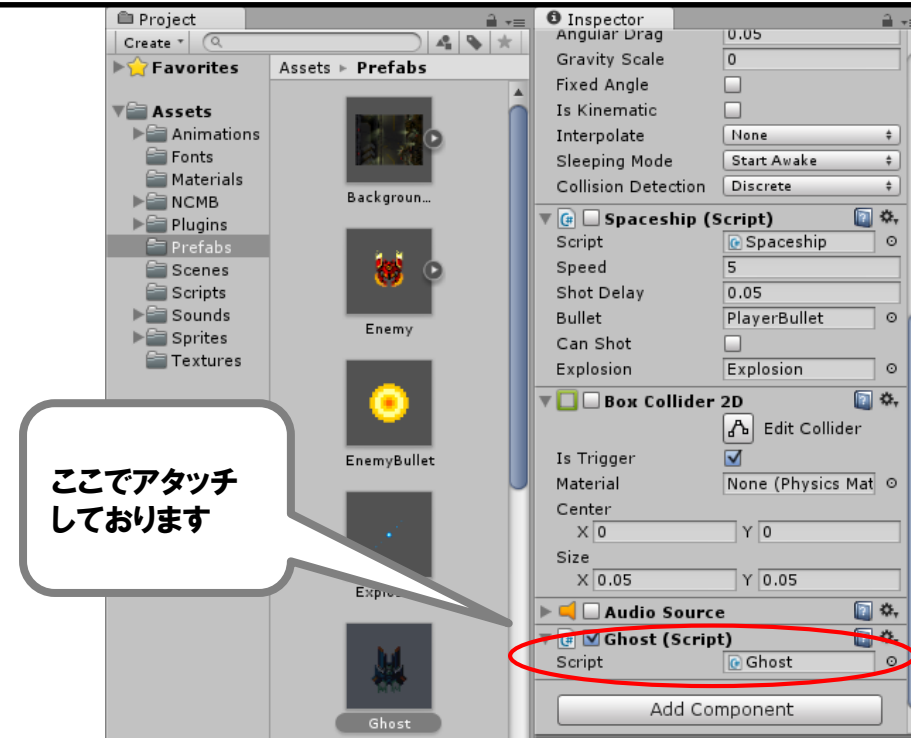 Project
Create
Favorites
Assets
Animations
Fonts
Materials
NCMB
Plugins
Prefabs
Scenes
Scripts
Sounds
Sprites
Textures
Assets ▸ Prefabs
Backgroun...
Enemy
EnemyBullet
Ghost
ここでアタッチ
しております
Inspector
Angular Drag 0.05
Gravity Scale 0
Fixed Angle
Is Kinematic
Interpolate None
Sleeping Mode Start Awake
Collision Detection Discrete
Spaceship (Script)
Script Spaceship
Speed 5
Shot Delay 0.05
Bullet PlayerBullet
Can Shot
Explosion Explosion
Box Collider 2D
Edit Collider
Is Trigger
Material None (Physics Mat
Center
X 0 Y 0
Size
X 0.05 Y 0.05
Audio Source
Ghost (Script)
Script Ghost
Add Component